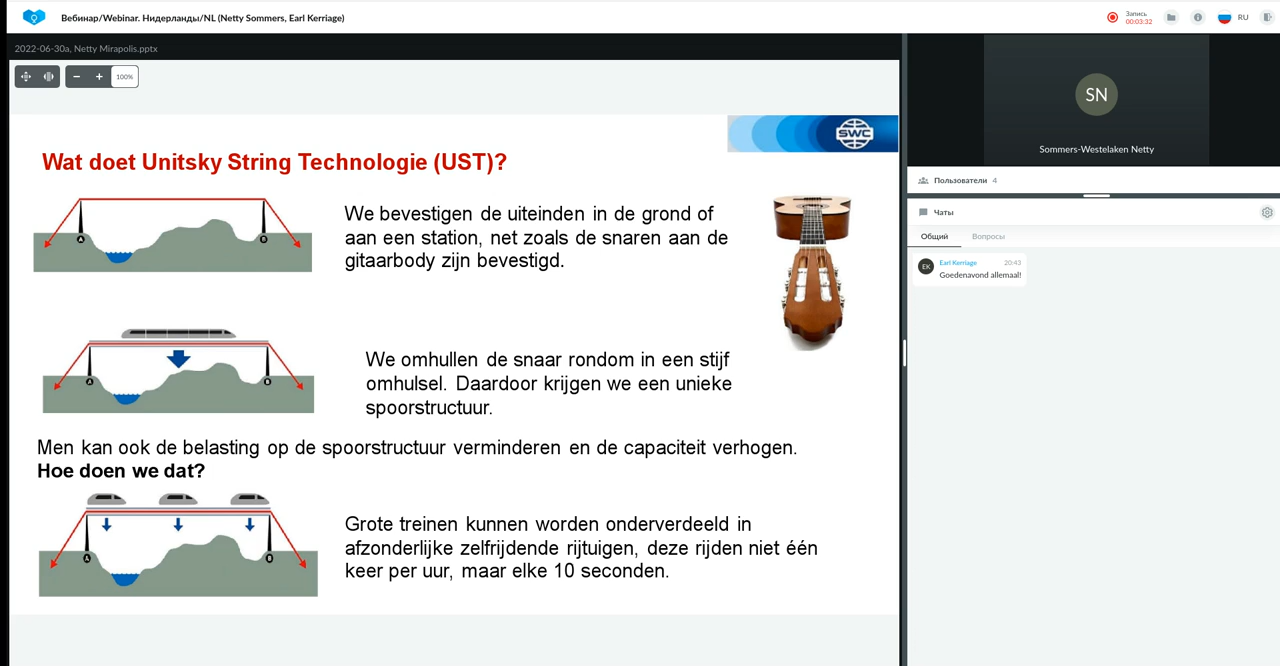 Вебинар/Webinar. Нидерланды/NL (Netty Sommers, Earl Kerriage)
Запись
00:03:32
RU
2022-06-30a, Netty Mirapolis.pptx
100%
SWC
Wat doet Unitsky String Technologie (UST)?
A
B
We bevestigen de uiteinden in de grond of
aan een station, net zoals de snaren aan de
gitaarbody zijn bevestigd.
A
B
We omhullen de snaar rondom in een stijf
omhulsel. Daardoor krijgen we een unieke
spoorstructuur.
Men kan ook de belasting op de spoorstructuur verminderen en de capaciteit verhogen.
Hoe doen we dat?
A
B
Grote treinen kunnen worden onderverdeeld in
afzonderlijke zelfrijdende rijtuigen, deze rijden niet één
keer per uur, maar elke 10 seconden.
SN
Sommers-Westelaken Netty
Пользователи 4
Чаты
Общий Вопросы
EK
Earl Kerriage 20:43
Goedenavond allemaal!